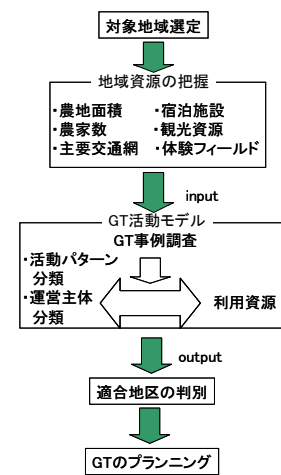 対象地域選定
地域資源の把握
・農地面積 ・宿泊施設
・農家数 ・観光資源
・主要交通網 ・体験フィールド
input
GT活動モデル
GT事例調査
・活動パターン
分類
・運営主体
分類
利用資源
output
適合地区の判別
GTのプランニング